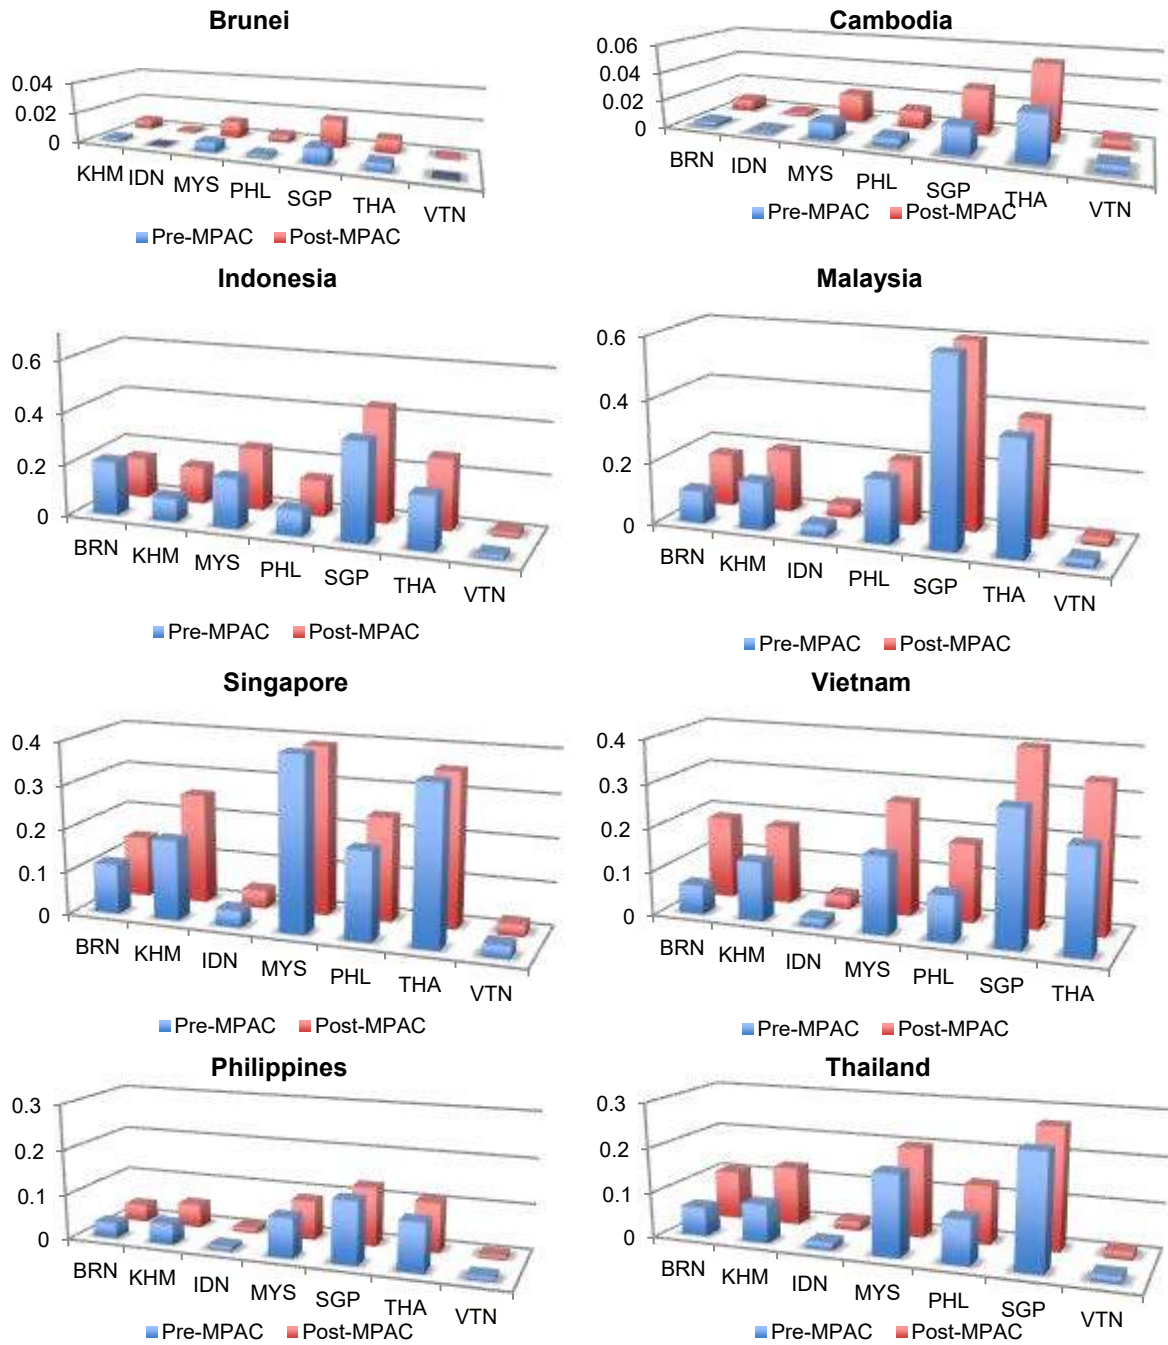 Brunei
0.04
0.02
0
KHM IDN MYS PHL SGP THA VTN
Pre-MPAC Post-MPAC
Cambodia
0.06
0.04
0.02
0
BRN IDN MYS PHL SGP THA VTN
Pre-MPAC Post-MPAC
Indonesia
0.6
0.4
0.2
0
BRN KHM MYS PHL SGP THA VTN
Pre-MPAC Post-MPAC
Malaysia
0.6
0.4
0.2
0
BRN KHM IDN PHL SGP THA VTN
Pre-MPAC Post-MPAC
Singapore
0.4
0.3
0.2
0.1
0
BRN KHM IDN MYS PHL THA VTN
Pre-MPAC Post-MPAC
Vietnam
0.4
0.3
0.2
0.1
0
BRN KHM IDN MYS PHL SGP THA
Pre-MPAC Post-MPAC
Philippines
0.3
0.2
0.1
0
BRN KHM IDN MYS SGP THA VTN
Pre-MPAC Post-MPAC
Thailand
0.3
0.2
0.1
0
BRN KHM IDN MYS PHL SGP VTN
Pre-MPAC Post-MPAC